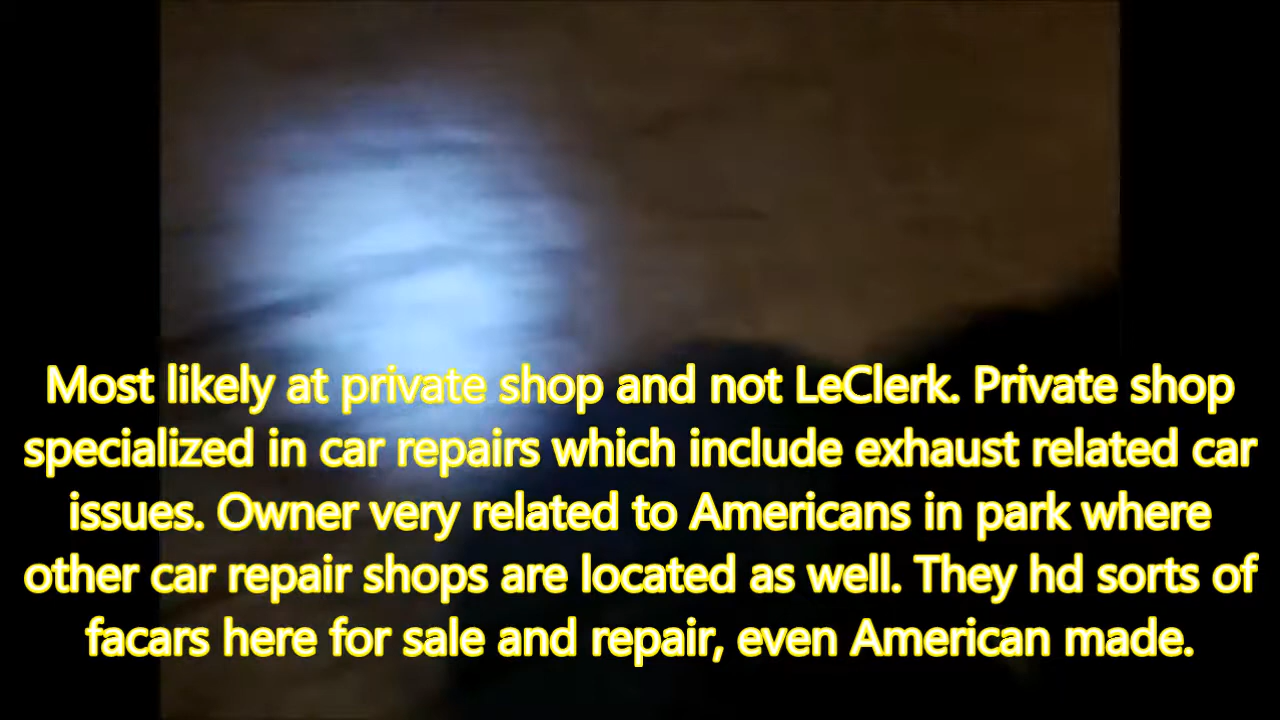 Most likely at private shop and not LeClerk. Private shop
specialized in car repairs which include exhaust related car
issues. Owner very related to Americans in park where
other car repair shops are located as well. They hd sorts of
facars here for sale and repair, even American made.